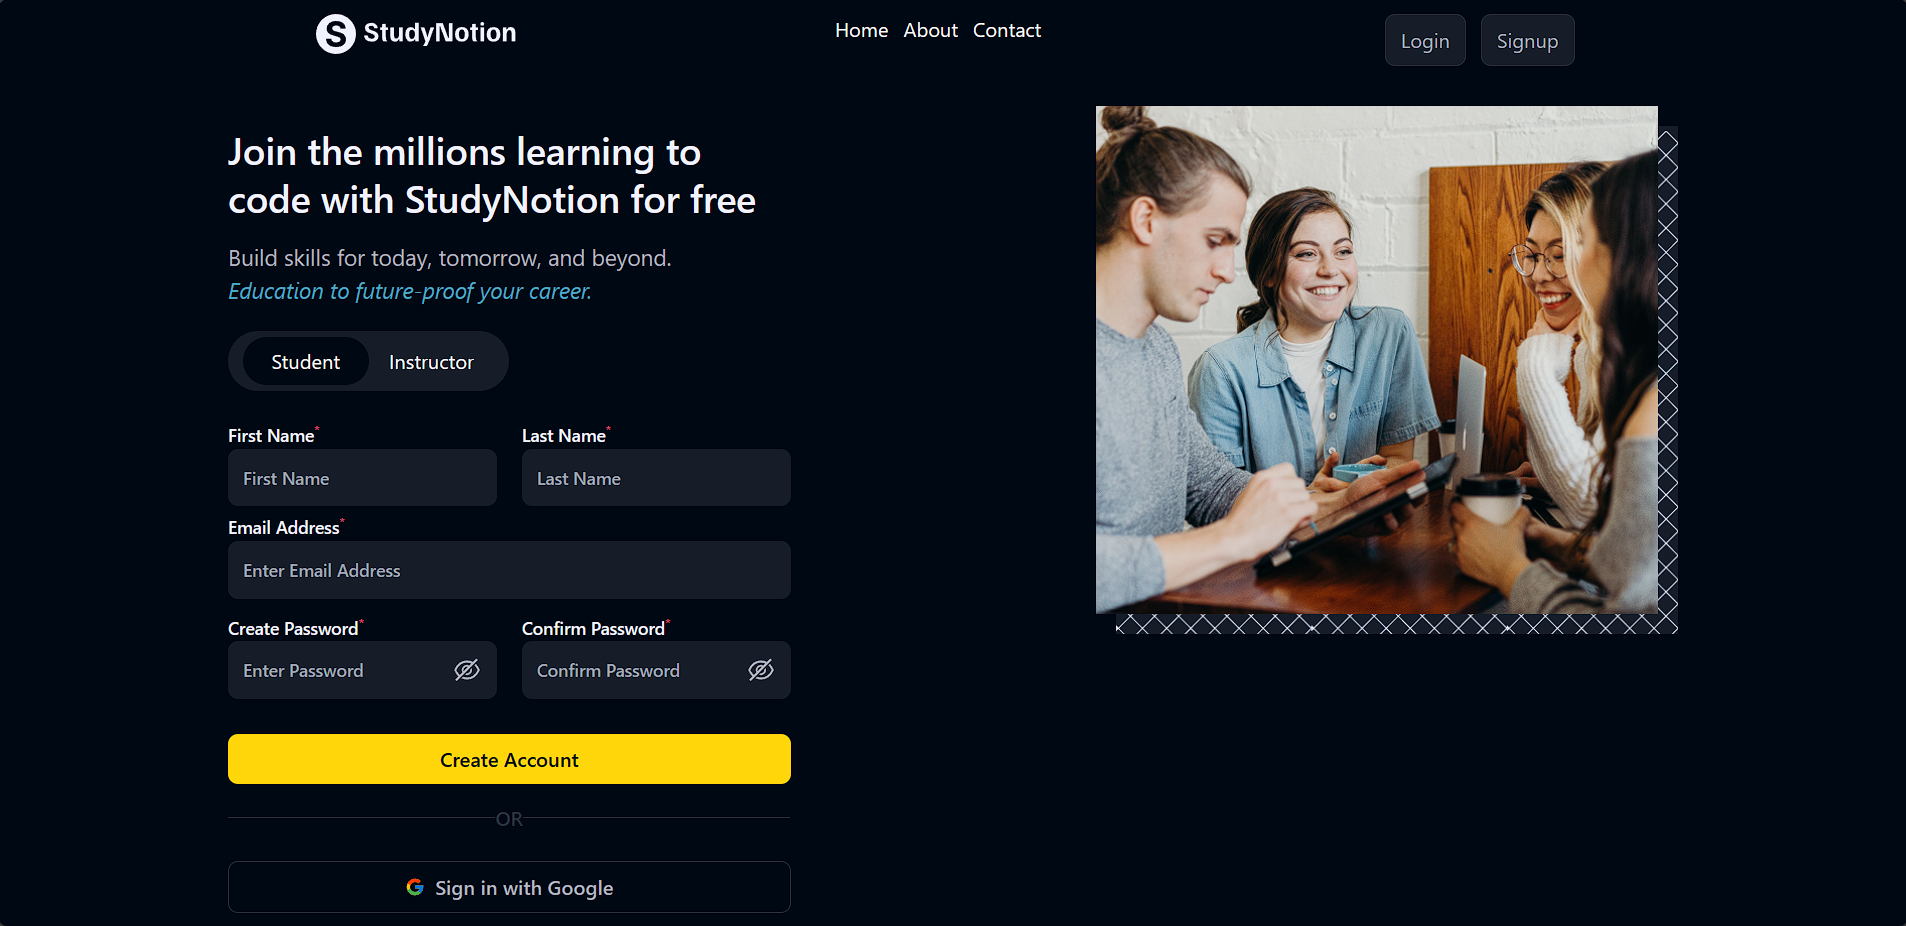 StudyNotion
Home About Contact
Login Signup
Join the millions learning to
code with StudyNotion for free
Build skills for today, tomorrow, and beyond.
Education to future-proof your career.
Student Instructor
First Name* Last Name*
First Name Last Name
Email Address*
Enter Email Address
Create Password* Confirm Password*
Enter Password Confirm Password
Create Account
OR
Sign in with Google